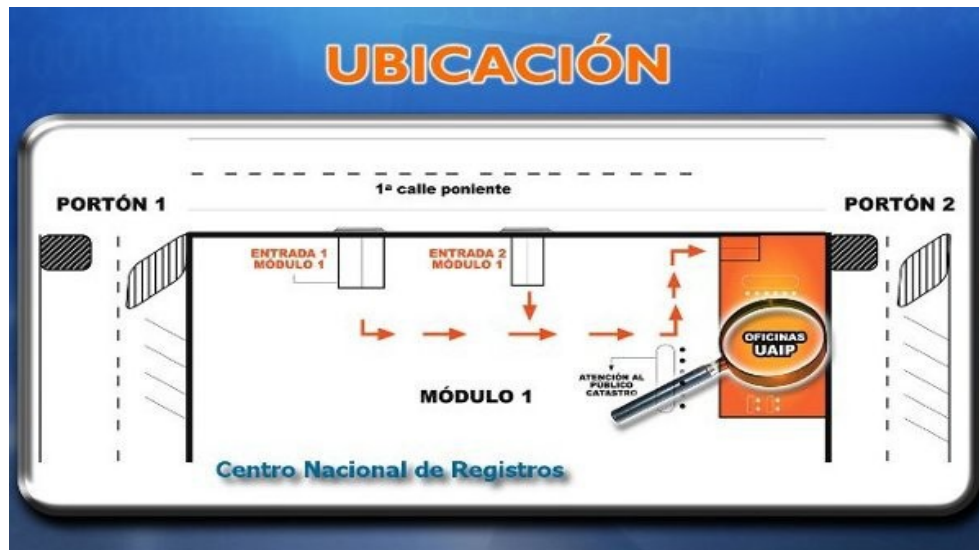 UBICACIÓN
1ª calle poniente
PORTÓN 1
PORTÓN 2
ENTRADA 1
MÓDULO 1
ENTRADA 2
MÓDULO 1
OFICINAS
UAIP
ATENCIÓN AL
PÚBLICO
CATASTRO
MÓDULO 1
Centro Nacional de Registros